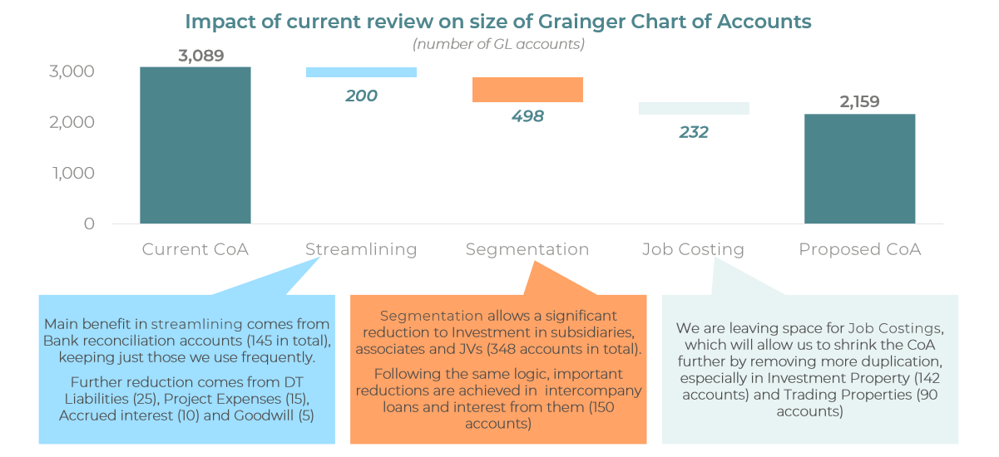 Impact of current review on size of Grainger Chart of Accounts
(number of GL accounts)
3,089
3,000
2,000
1,000
0
200
498
232
2,159
Current CoA
Streamlining
Segmentation
Job Costing
Proposed CoA
Main benefit in streamlining comes from
Bank reconciliation accounts (145 in total),
keeping just those we use frequently.
Further reduction comes from DT
Liabilities (25), Project Expenses (15),
Accrued interest (10) and Goodwill (5)
Segmentation allows a significant
reduction to Investment in subsidiaries,
associates and JVs (348 accounts in total).
Following the same logic, important
reductions are achieved in intercompany
loans and interest from them (150
accounts)
We are leaving space for Job Costings,
which will allow us to shrink the CoA
further by removing more duplication,
especially in Investment Property (142
accounts) and Trading Properties (90
accounts)